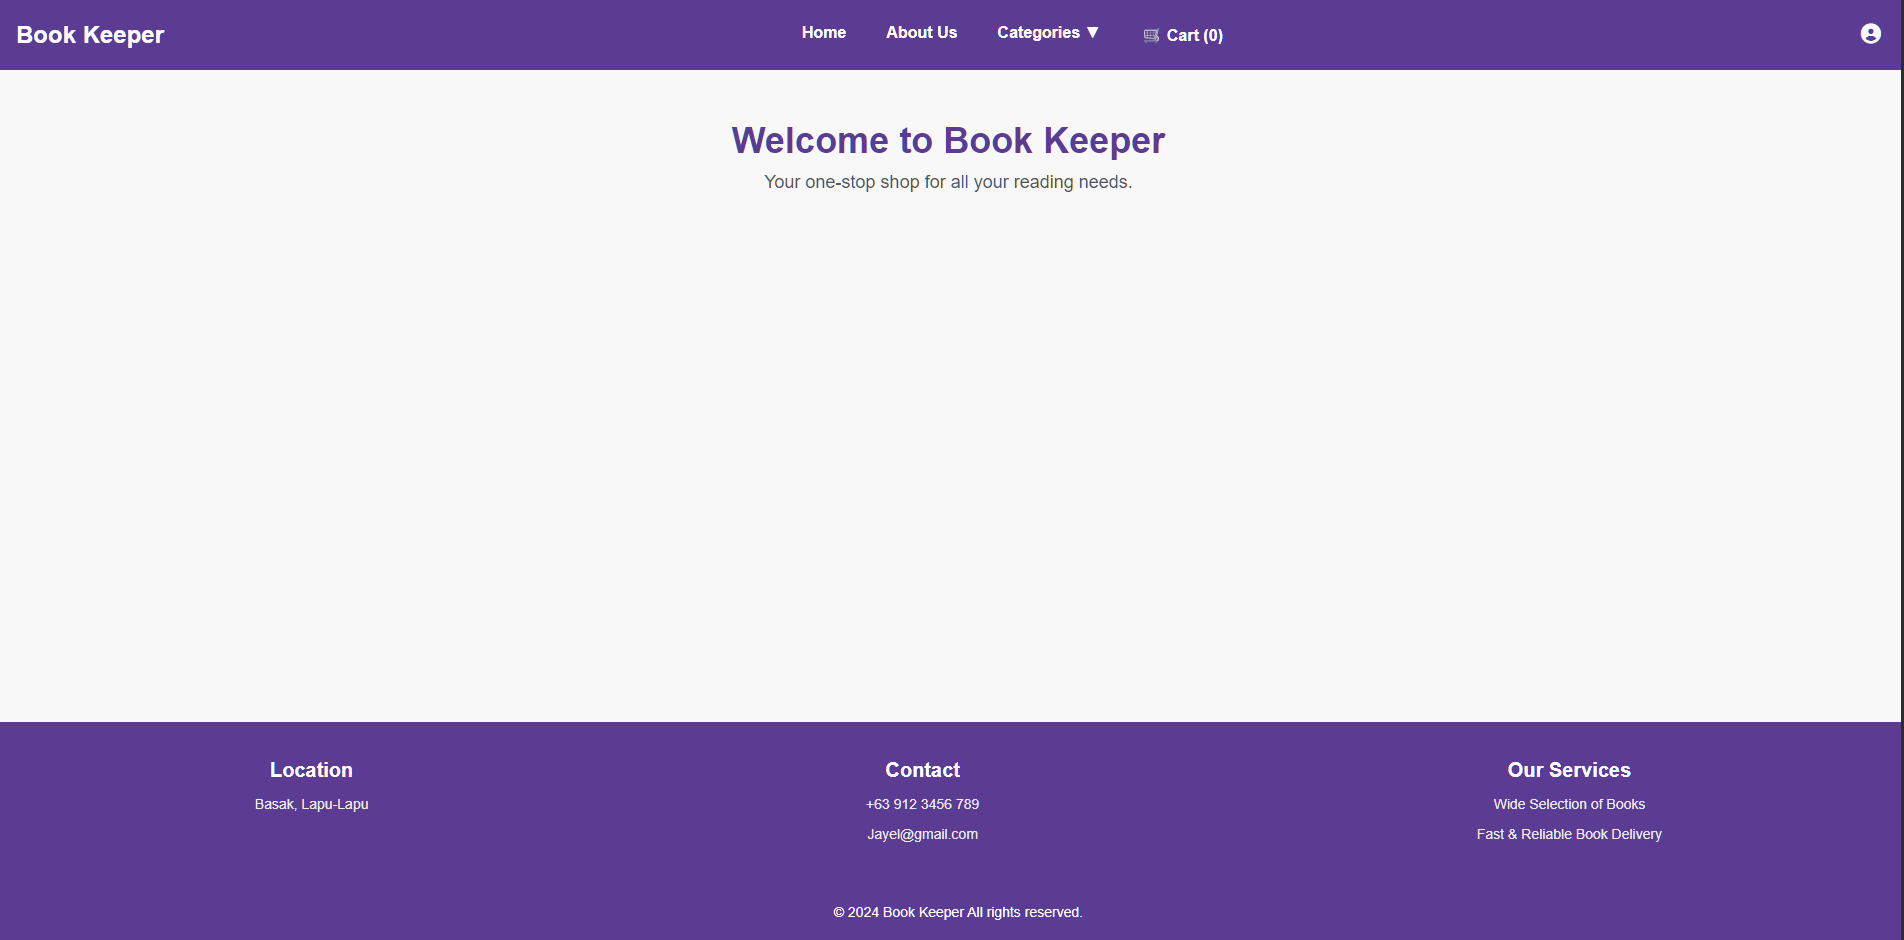 Book Keeper
Home
About Us
Categories ▼
🛒 Cart (0)
Welcome to Book Keeper
Your one-stop shop for all your reading needs.
Location
Basak, Lapu-Lapu
Contact
+63 912 3456 789
Jayel@gmail.com
Our Services
Wide Selection of Books
Fast & Reliable Book Delivery
© 2024 Book Keeper All rights reserved.